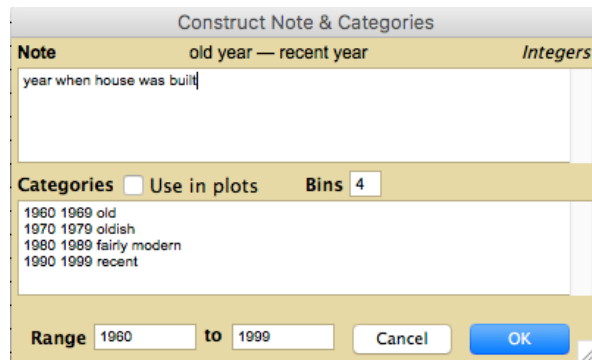 Construct Note & Categories
Note old year — recent year Integers
year when house was built
Categories Use in plots Bins 4
1960 1969 old
1970 1979 oldish
1980 1989 fairly modern
1990 1999 recent
Range 1960 to 1999 Cancel OK